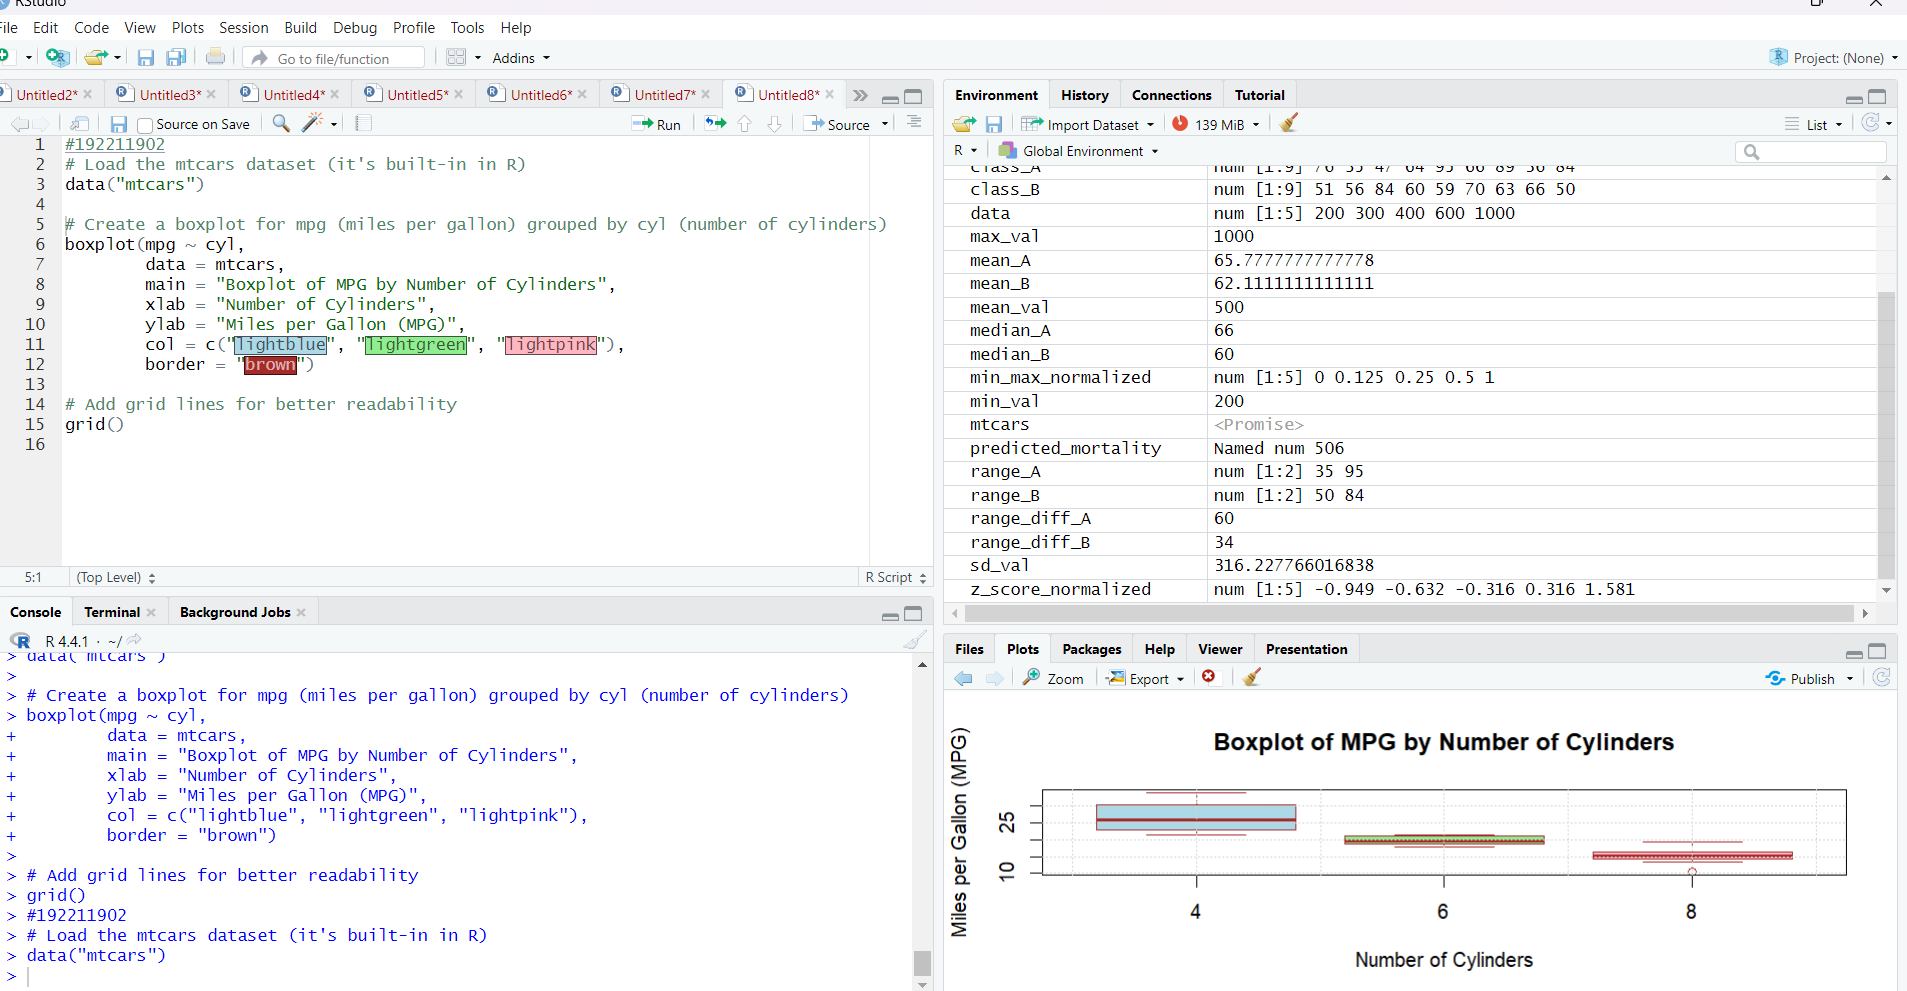 RStudio
File Edit Code View Plots Session Build Debug Profile Tools Help
Go to file/function Addins Project: (None)
Untitled2* Untitled3* Untitled4* Untitled5* Untitled6* Untitled7* Untitled8*
Source on Save Run Source
1 #192211902
2 # Load the mtcars dataset (it's built-in in R)
3 data("mtcars")
4
5 # Create a boxplot for mpg (miles per gallon) grouped by cyl (number of cylinders)
6 boxplot(mpg ~ cyl,
7 data = mtcars,
8 main = "Boxplot of MPG by Number of Cylinders",
9 xlab = "Number of Cylinders",
10 ylab = "Miles per Gallon (MPG)",
11 col = c("lightblue", "lightgreen", "lightpink"),
12 border = "brown")
13
14 # Add grid lines for better readability
15 grid()
16
5:1 (Top Level) R Script
Console Terminal Background Jobs
R 4.4.1 · ~/
> data("mtcars")
>
> # Create a boxplot for mpg (miles per gallon) grouped by cyl (number of cylinders)
> boxplot(mpg ~ cyl,
+ data = mtcars,
+ main = "Boxplot of MPG by Number of Cylinders",
+ xlab = "Number of Cylinders",
+ ylab = "Miles per Gallon (MPG)",
+ col = c("lightblue", "lightgreen", "lightpink"),
+ border = "brown")
>
> # Add grid lines for better readability
> grid()
> #192211902
> # Load the mtcars dataset (it's built-in in R)
> data("mtcars")
>
Environment History Connections Tutorial
Import Dataset 139 MiB List
R Global Environment
class_A num [1:9] 76 35 47 64 95 66 89 36 84
class_B num [1:9] 51 56 84 60 59 70 63 66 50
data num [1:5] 200 300 400 600 1000
max_val 1000
mean_A 65.7777777777778
mean_B 62.1111111111111
mean_val 500
median_A 66
median_B 60
min_max_normalized num [1:5] 0 0.125 0.25 0.5 1
min_val 200
mtcars <Promise>
predicted_mortality Named num 506
range_A num [1:2] 35 95
range_B num [1:2] 50 84
range_diff_A 60
range_diff_B 34
sd_val 316.227766016838
z_score_normalized num [1:5] -0.949 -0.632 -0.316 0.316 1.581
Files Plots Packages Help Viewer Presentation
Zoom Export Publish
Boxplot of MPG by Number of Cylinders
Miles per Gallon (MPG)
25
10
4 6 8
Number of Cylinders